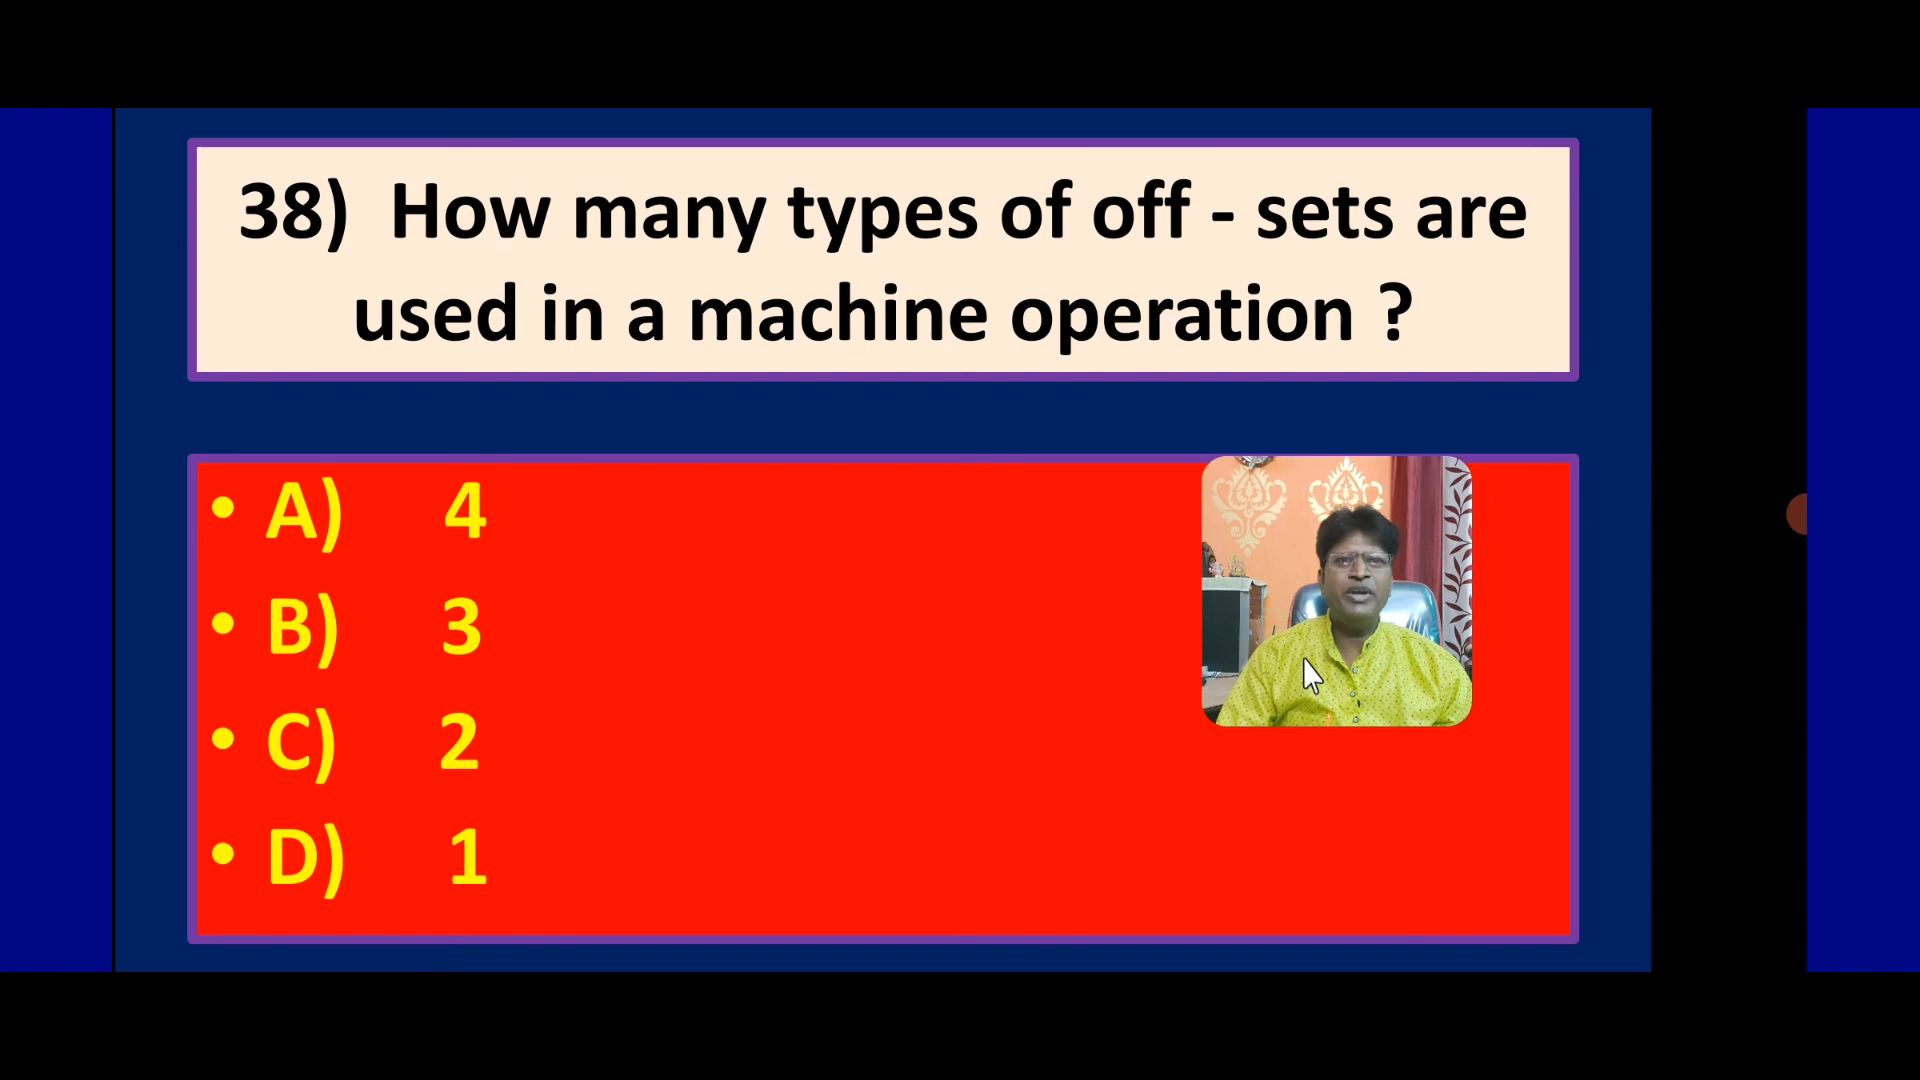 38) How many types of off - sets are
used in a machine operation ?
• A) 4
• B) 3
• C) 2
• D) 1